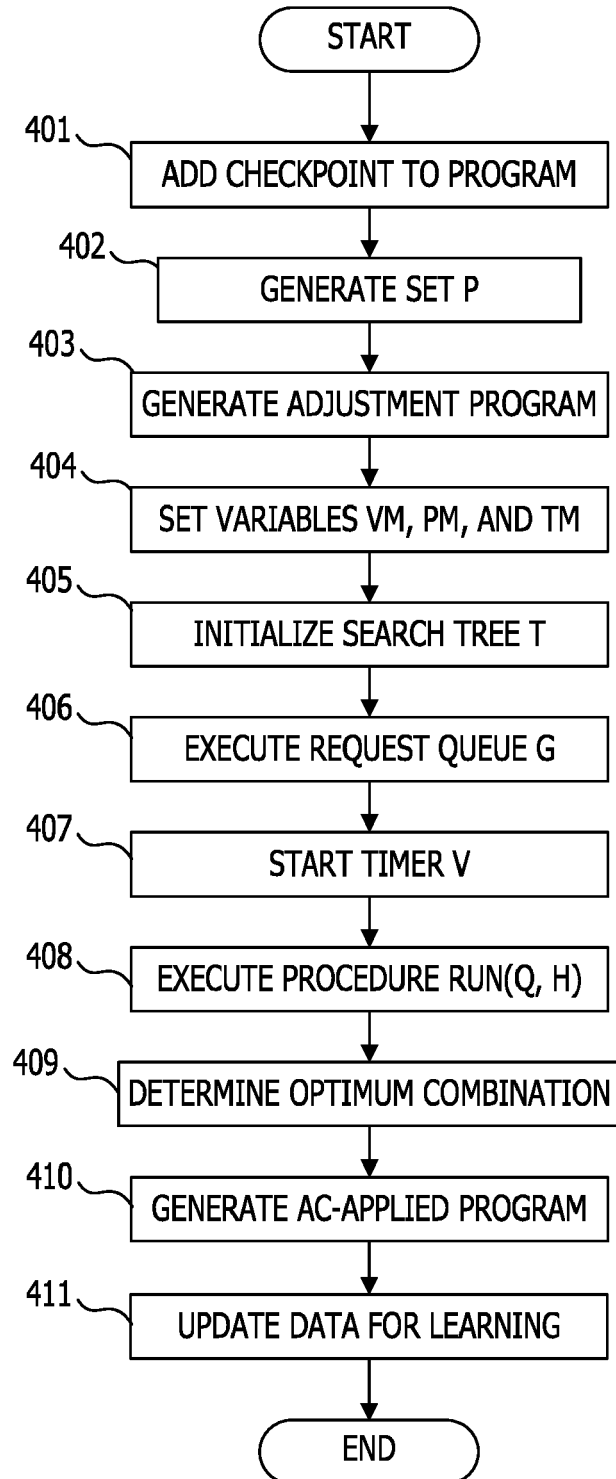 START
401
ADD CHECKPOINT TO PROGRAM
402
GENERATE SET P
403
GENERATE ADJUSTMENT PROGRAM
404
SET VARIABLES VM, PM, AND TM
405
INITIALIZE SEARCH TREE T
406
EXECUTE REQUEST QUEUE G
407
START TIMER V
408
EXECUTE PROCEDURE RUN(Q, H)
409
DETERMINE OPTIMUM COMBINATION
410
GENERATE AC-APPLIED PROGRAM
411
UPDATE DATA FOR LEARNING
END